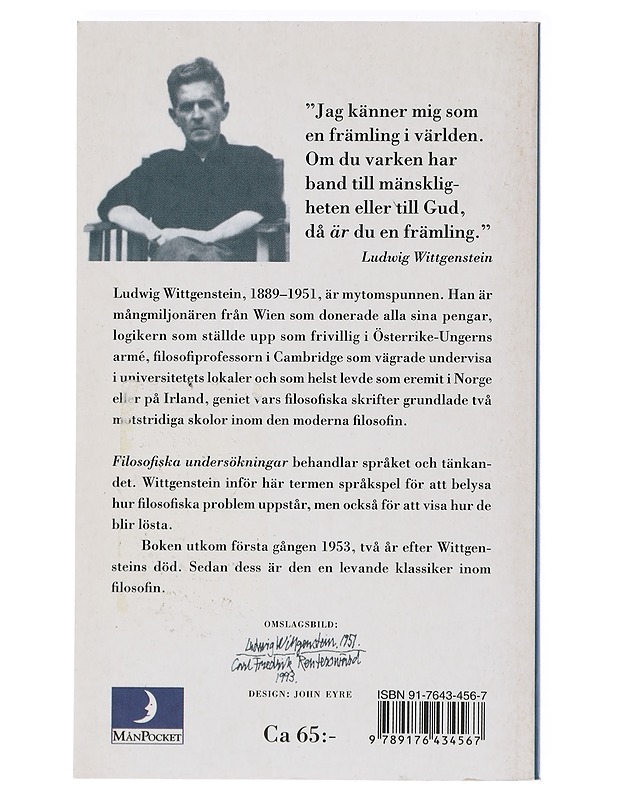 ”Jag känner mig som
en främling i världen.
Om du varken har
band till mänsklig-
heten eller till Gud,
då är du en främling.”
Ludwig Wittgenstein
Ludwig Wittgenstein, 1889–1951, är mytomspunnen. Han är
mångmiljonären från Wien som donerade alla sina pengar,
logikern som ställde upp som frivillig i Österrike-Ungerns
armé, filosofiprofessorn i Cambridge som vägrade undervisa
i universitetets lokaler och som helst levde som eremit i Norge
eller på Irland, geniet vars filosofiska skrifter grundlade två
motstridiga skolor inom den moderna filosofin.
Filosofiska undersökningar behandlar språket och tänkan-
det. Wittgenstein inför här termen språkspel för att belysa
hur filosofiska problem uppstår, men också för att visa hur de
blir lösta.
Boken utkom första gången 1953, två år efter Wittgen-
steins död. Sedan dess är den en levande klassiker inom
filosofin.
OMSLAGSBILD:
Ludwig Wittgenstein. 1951.
Carl Fredrik Reuterswärd
1993.
DESIGN: JOHN EYRE
MÅNPOCKET
Ca 65:-
ISBN 91-7643-456-7
9 789176 434567